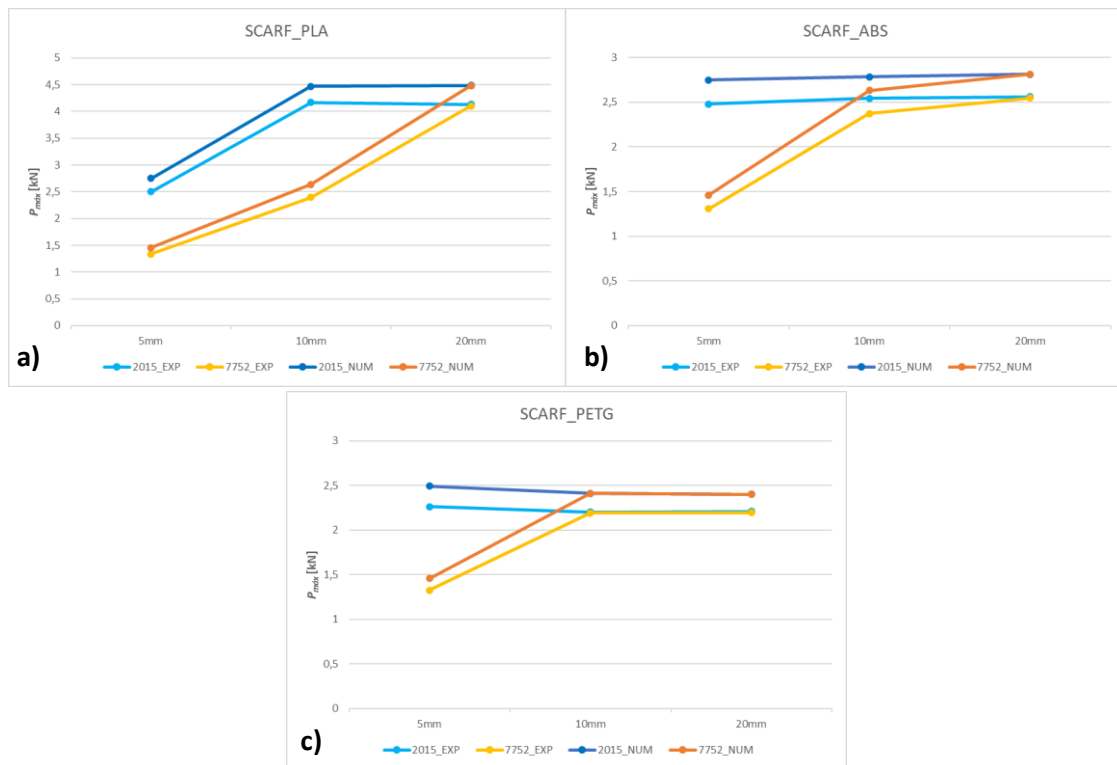 SCARF_PLA
5
4,5
4
3,5
3
2,5
2
1,5
1
0,5
0
Pmáx [kN]
5mm 10mm 20mm
2015_EXP 7752_EXP 2015_NUM 7752_NUM
a)
SCARF_ABS
3
2,5
2
1,5
1
0,5
0
Pmáx [kN]
5mm 10mm 20mm
2015_EXP 7752_EXP 2015_NUM 7752_NUM
b)
SCARF_PETG
3
2,5
2
1,5
1
0,5
0
Pmáx [kN]
5mm 10mm 20mm
2015_EXP 7752_EXP 2015_NUM 7752_NUM
c)